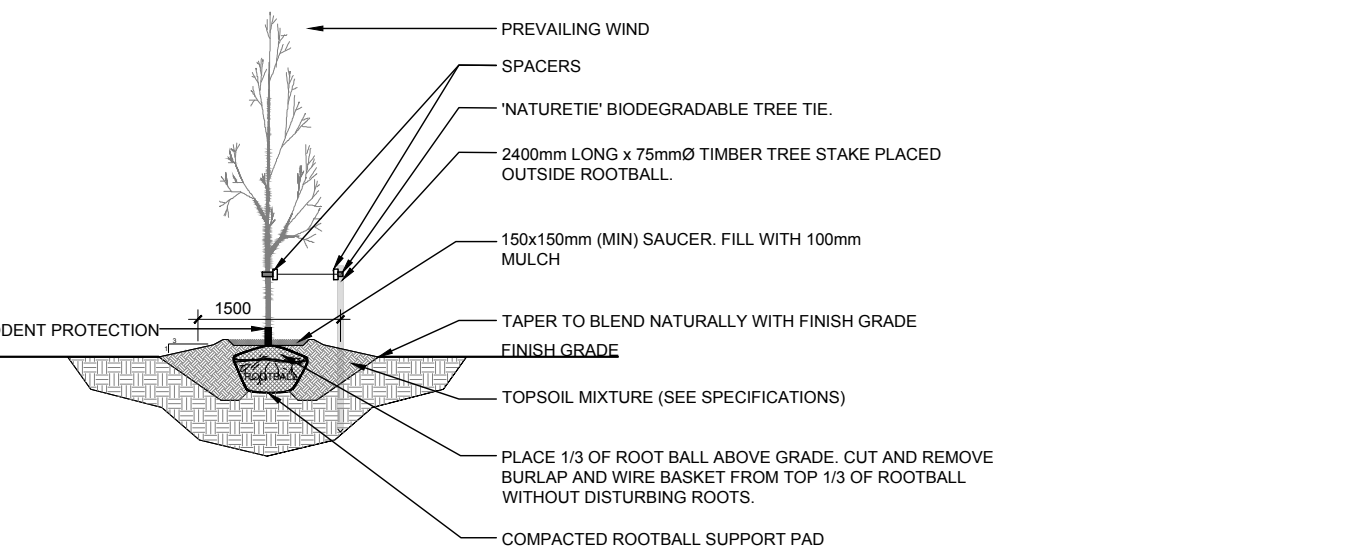 PREVAILING WIND
SPACERS
'NATURETIE' BIODEGRADABLE TREE TIE.
2400mm LONG x 75mmØ TIMBER TREE STAKE PLACED
OUTSIDE ROOTBALL.
150x150mm (MIN) SAUCER. FILL WITH 100mm
MULCH
1500
DENT PROTECTION
3
1
TAPER TO BLEND NATURALLY WITH FINISH GRADE
FINISH GRADE
ROOTBALL
TOPSOIL MIXTURE (SEE SPECIFICATIONS)
PLACE 1/3 OF ROOT BALL ABOVE GRADE. CUT AND REMOVE
BURLAP AND WIRE BASKET FROM TOP 1/3 OF ROOTBALL
WITHOUT DISTURBING ROOTS.
COMPACTED ROOTBALL SUPPORT PAD